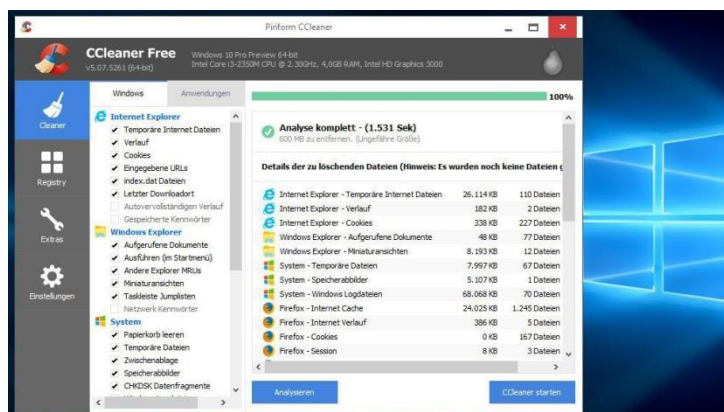 Piriform CCleaner
CCleaner Free
v5.07.5261 (64-bit)
Windows 10 Pro Preview 64-bit
Intel Core i3-2350M CPU @ 2.30GHz, 4,0GB RAM, Intel HD Graphics 3000
Cleaner
Registry
Extras
Einstellungen
Windows Anwendungen
Internet Explorer
Temporäre Internet Dateien
Verlauf
Cookies
Eingegebene URLs
index.dat Dateien
Letzter Downloadort
Autovervollständigen Verlauf
Gespeicherte Kennwörter
Windows Explorer
Aufgerufene Dokumente
Ausführen (im Startmenü)
Andere Explorer MRUs
Miniaturansichten
Taskleiste Jumplisten
Netzwerk Kennwörter
System
Papierkorb leeren
Temporäre Dateien
Zwischenablage
Speicherabbilder
CHKDSK Datenfragmente
100%
Analyse komplett - (1.531 Sek)
600 MB zu entfernen. (Ungefähre Größe)
Details der zu löschenden Dateien (Hinweis: Es wurden noch keine Dateien g
Internet Explorer - Temporäre Internet Dateien 26.114 KB 110 Dateien
Internet Explorer - Verlauf 182 KB 2 Dateien
Internet Explorer - Cookies 338 KB 227 Dateien
Windows Explorer - Aufgerufene Dokumente 48 KB 77 Dateien
Windows Explorer - Miniaturansichten 8.193 KB 12 Dateien
System - Temporäre Dateien 7.997 KB 67 Dateien
System - Speicherabbilder 5.107 KB 1 Dateien
System - Windows Logdateien 68.068 KB 70 Dateien
Firefox - Internet Cache 24.025 KB 1.245 Dateien
Firefox - Internet Verlauf 386 KB 5 Dateien
Firefox - Cookies 0 KB 167 Dateien
Firefox - Session 8 KB 3 Dateien
Analysieren
CCleaner starten